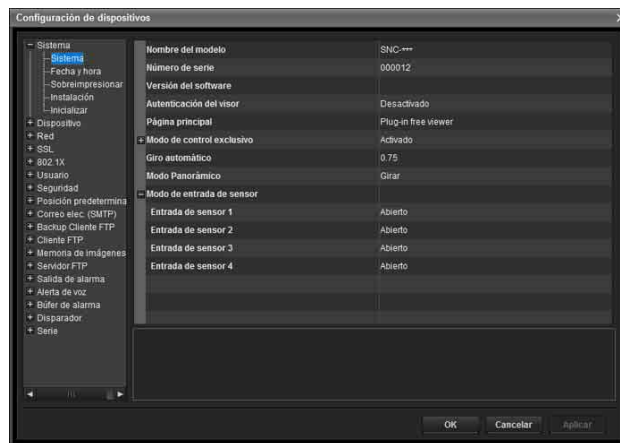 Configuración de dispositivos
Sistema
Sistema
Fecha y hora
Sobreimpresionar
Instalación
Inicializar
Dispositivo
Red
SSL
802.1X
Usuario
Seguridad
Posición predetermina
Correo elec. (SMTP)
Backup Cliente FTP
Cliente FTP
Memoria de imágenes
Servidor FTP
Salida de alarma
Alerta de voz
Búfer de alarma
Disparador
Serie
Nombre del modelo SNC-***
Número de serie 000012
Versión del software
Autenticación del visor Desactivado
Página principal Plug-in free viewer
Modo de control exclusivo Activado
Giro automático 0.75
Modo Panorámico Girar
Modo de entrada de sensor
Entrada de sensor 1 Abierto
Entrada de sensor 2 Abierto
Entrada de sensor 3 Abierto
Entrada de sensor 4 Abierto
OK Cancelar Aplicar